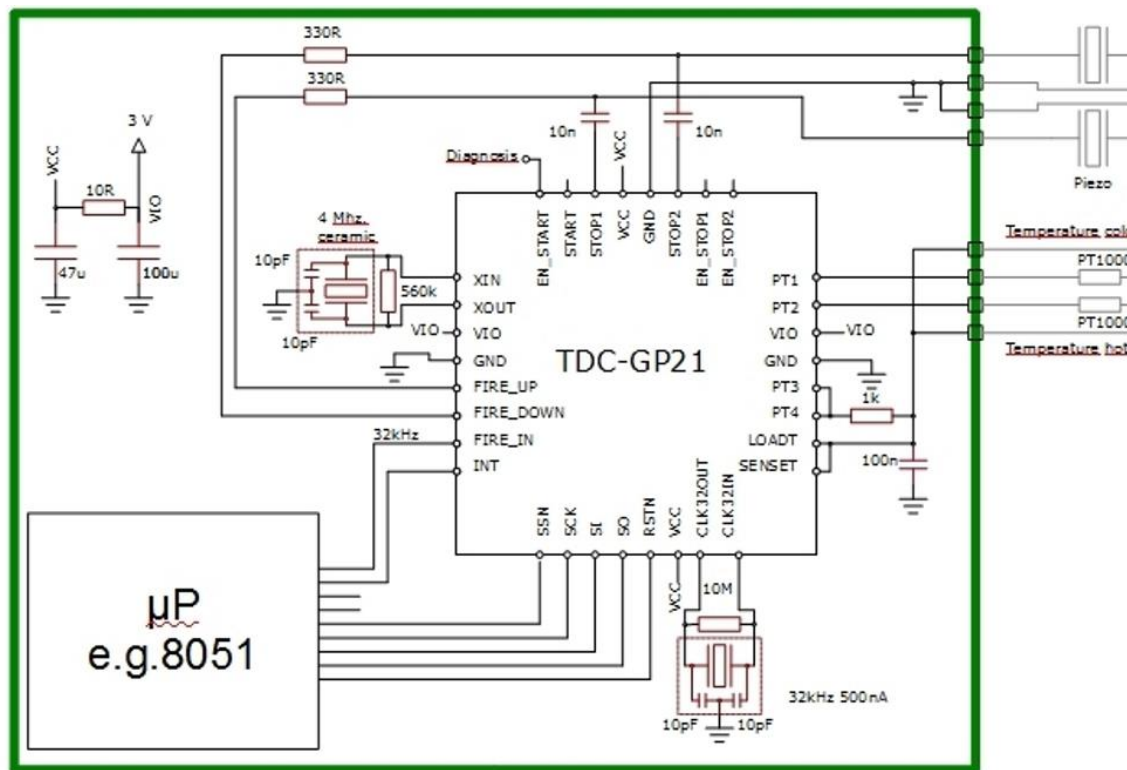 330R
330R
3 V
VCC
10R
VIO
47u
100u
10n
10n
VCC
Diagnosis
Piezo
4 Mhz,
ceramic
10pF
560k
10pF
VIO
EN_START
START
STOP1
VCC
GND
STOP2
EN_STOP1
EN_STOP2
XIN
XOUT
VIO
GND
FIRE_UP
FIRE_DOWN
FIRE_IN
INT
TDC-GP21
PT1
PT2
VIO
GND
PT3
PT4
LOADT
SENSET
VIO
1k
100n
Temperature cold
PT1000
PT1000
Temperature hot
32kHz
SSN
SCK
SI
SO
RSTN
VCC
CLK32OUT
CLK32IN
VCC
10M
32kHz 500nA
10pF
10pF
µP
e.g.8051